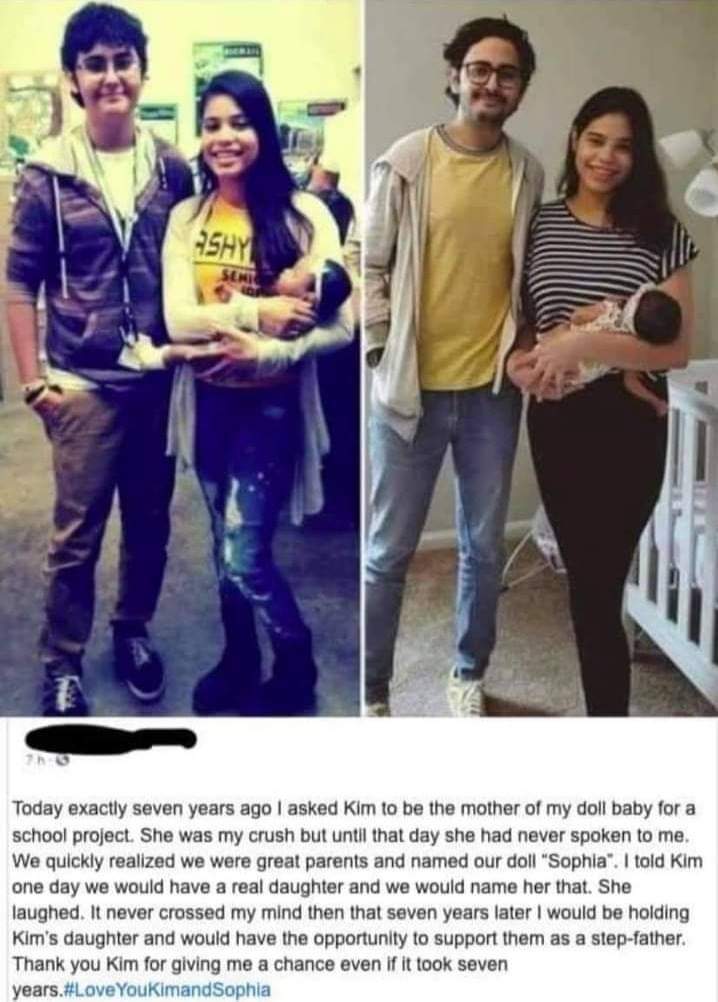 ASHY
SENI
7 h
Today exactly seven years ago I asked Kim to be the mother of my doll baby for a
school project. She was my crush but until that day she had never spoken to me.
We quickly realized we were great parents and named our doll "Sophia". I told Kim
one day we would have a real daughter and we would name her that. She
laughed. It never crossed my mind then that seven years later I would be holding
Kim's daughter and would have the opportunity to support them as a step-father.
Thank you Kim for giving me a chance even if it took seven
years.#LoveYouKimandSophia